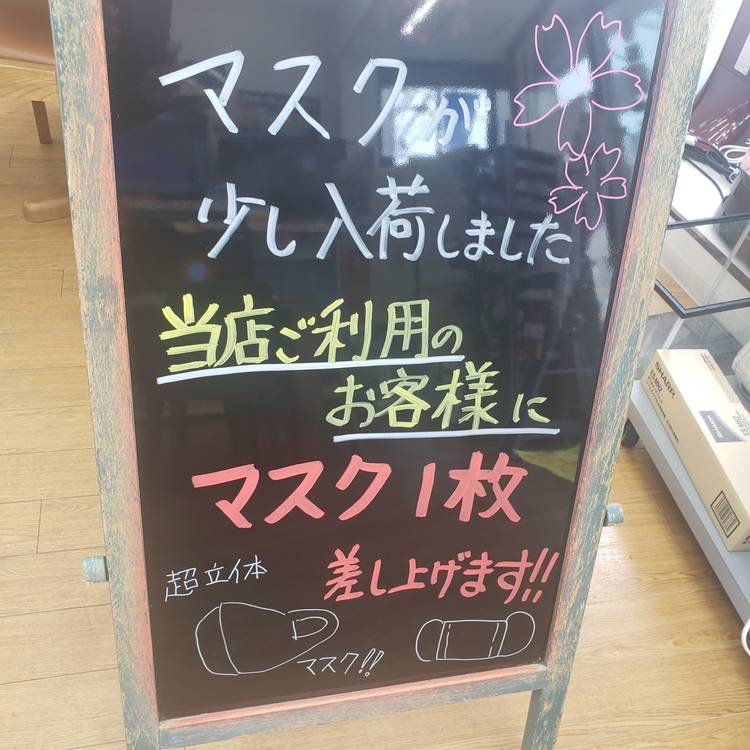 マスクが
少し入荷しました
当店ご利用の
お客様に
マスク1枚
差し上げます!!
超立体
マスク!!
SHARP